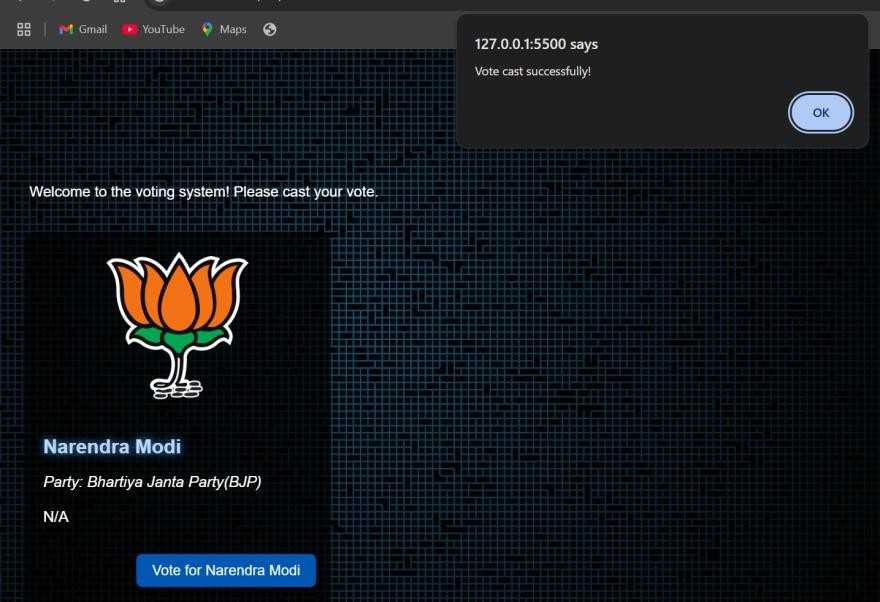 Gmail
YouTube
Maps
127.0.0.1:5500 says
Vote cast successfully!
OK
Welcome to the voting system! Please cast your vote.
Narendra Modi
Party: Bhartiya Janta Party(BJP)
N/A
Vote for Narendra Modi